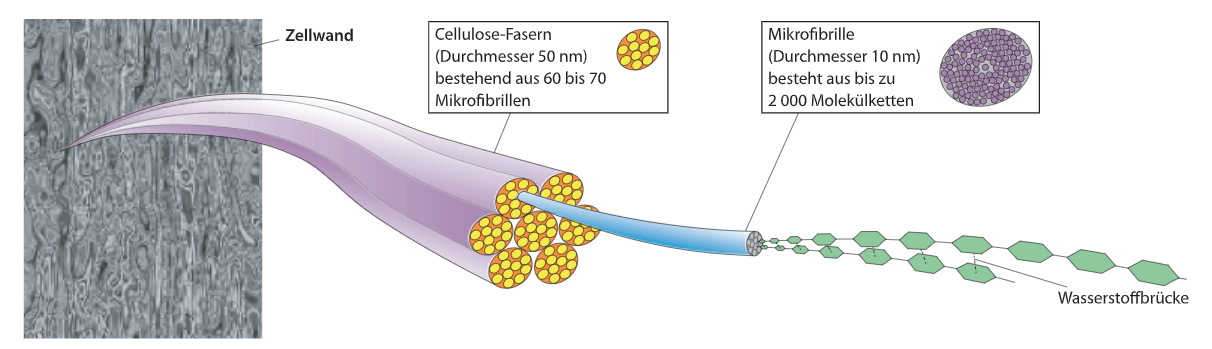 Zellwand
Cellulose-Fasern
(Durchmesser 50 nm)
bestehend aus 60 bis 70
Mikrofibrillen
Mikrofibrille
(Durchmesser 10 nm)
besteht aus bis zu
2 000 Molekülketten
Wasserstoffbrücke